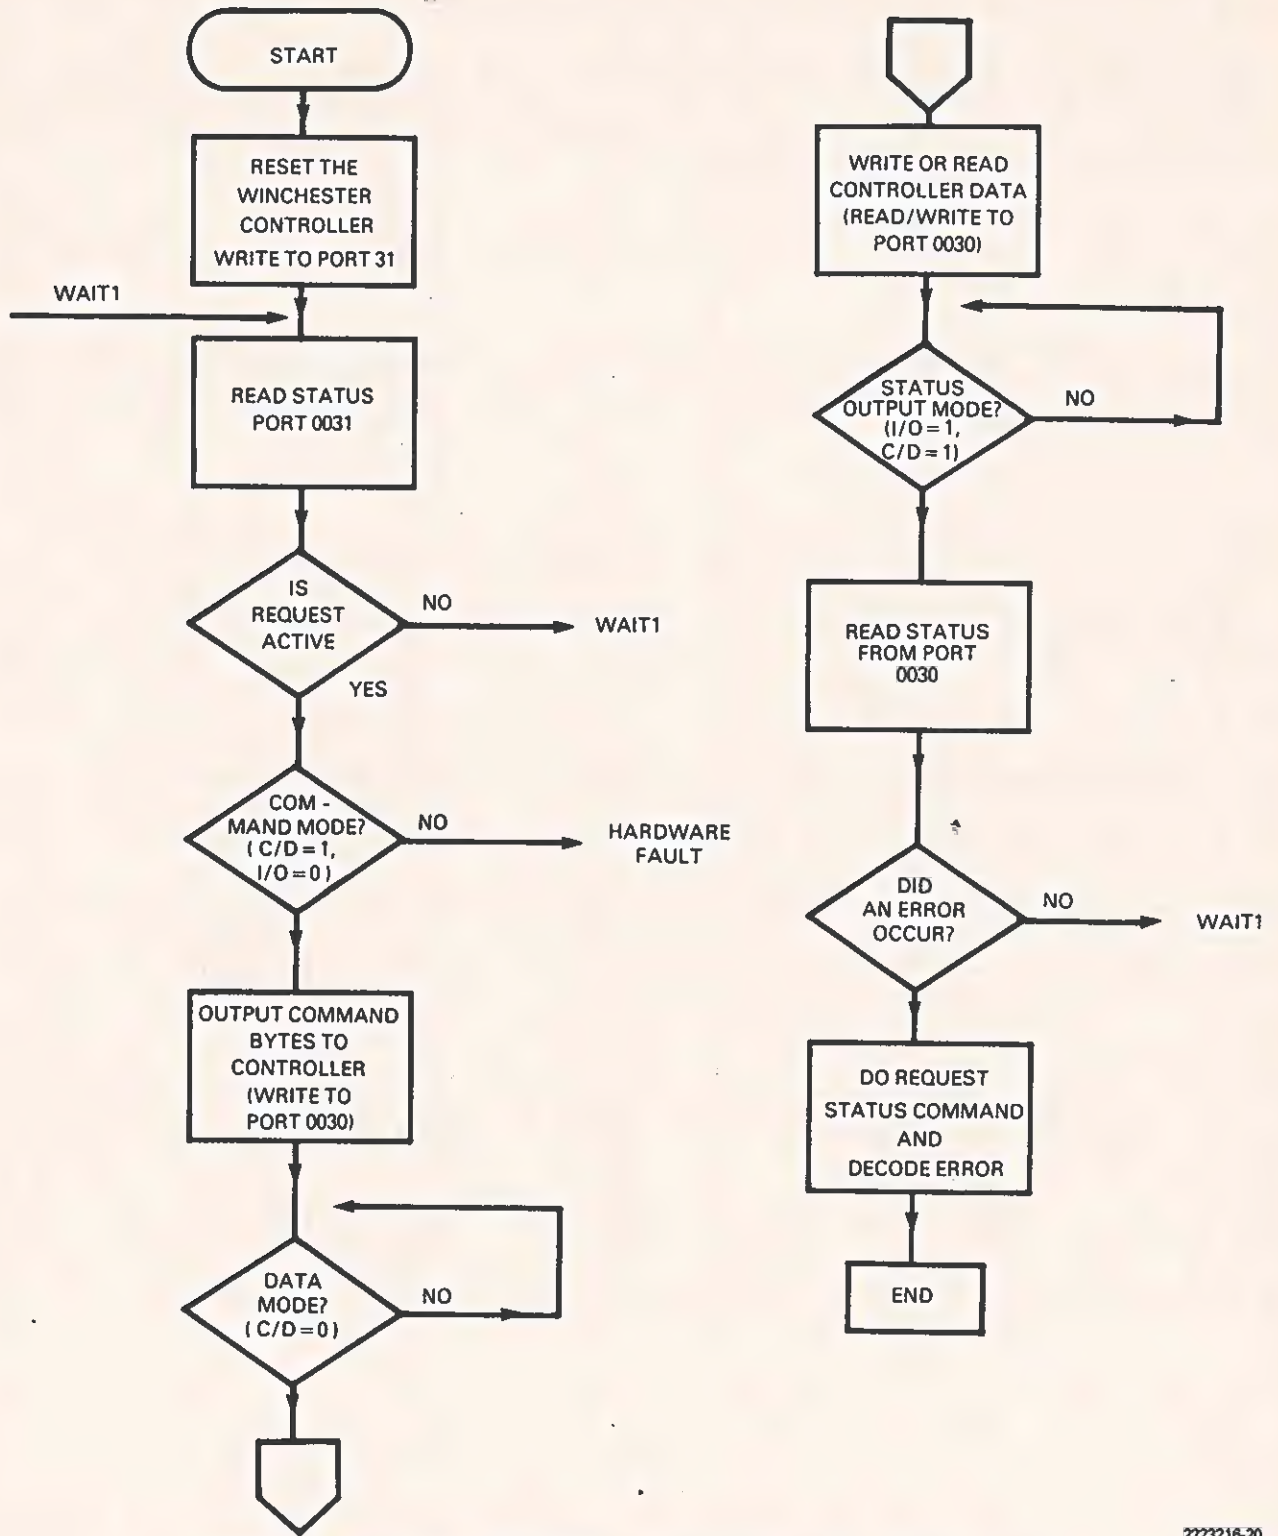 START
RESET THE
WINCHESTER
CONTROLLER
WRITE TO PORT 31
WAIT1
READ STATUS
PORT 0031
IS
REQUEST
ACTIVE
NO
WAIT1
YES
COM -
MAND MODE?
( C/D = 1,
I/O = 0 )
NO
HARDWARE
FAULT
OUTPUT COMMAND
BYTES TO
CONTROLLER
(WRITE TO
PORT 0030)
DATA
MODE?
( C/D = 0 )
NO
WRITE OR READ
CONTROLLER DATA
(READ/WRITE TO
PORT 0030)
STATUS
OUTPUT MODE?
(I/O = 1,
C/D = 1)
NO
READ STATUS
FROM PORT
0030
DID
AN ERROR
OCCUR?
NO
WAIT1
DO REQUEST
STATUS COMMAND
AND
DECODE ERROR
END
2223216-20